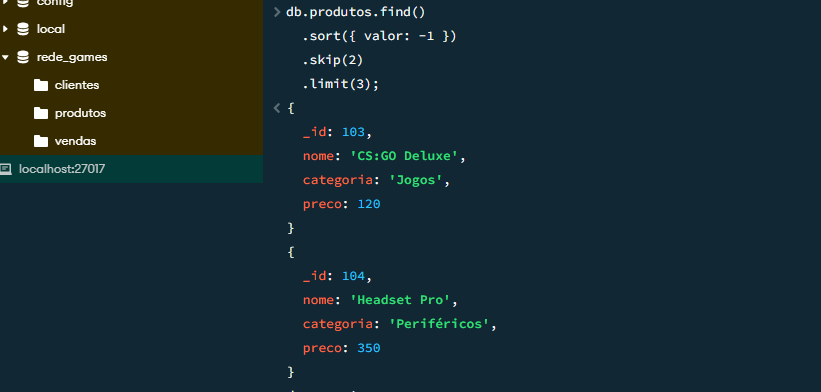 config
local
rede_games
clientes
produtos
vendas
localhost:27017
> db.produtos.find()
.sort({ valor: -1 })
.skip(2)
.limit(3);
< {
_id: 103,
nome: 'CS:GO Deluxe',
categoria: 'Jogos',
preco: 120
}
{
_id: 104,
nome: 'Headset Pro',
categoria: 'Periféricos',
preco: 350
}